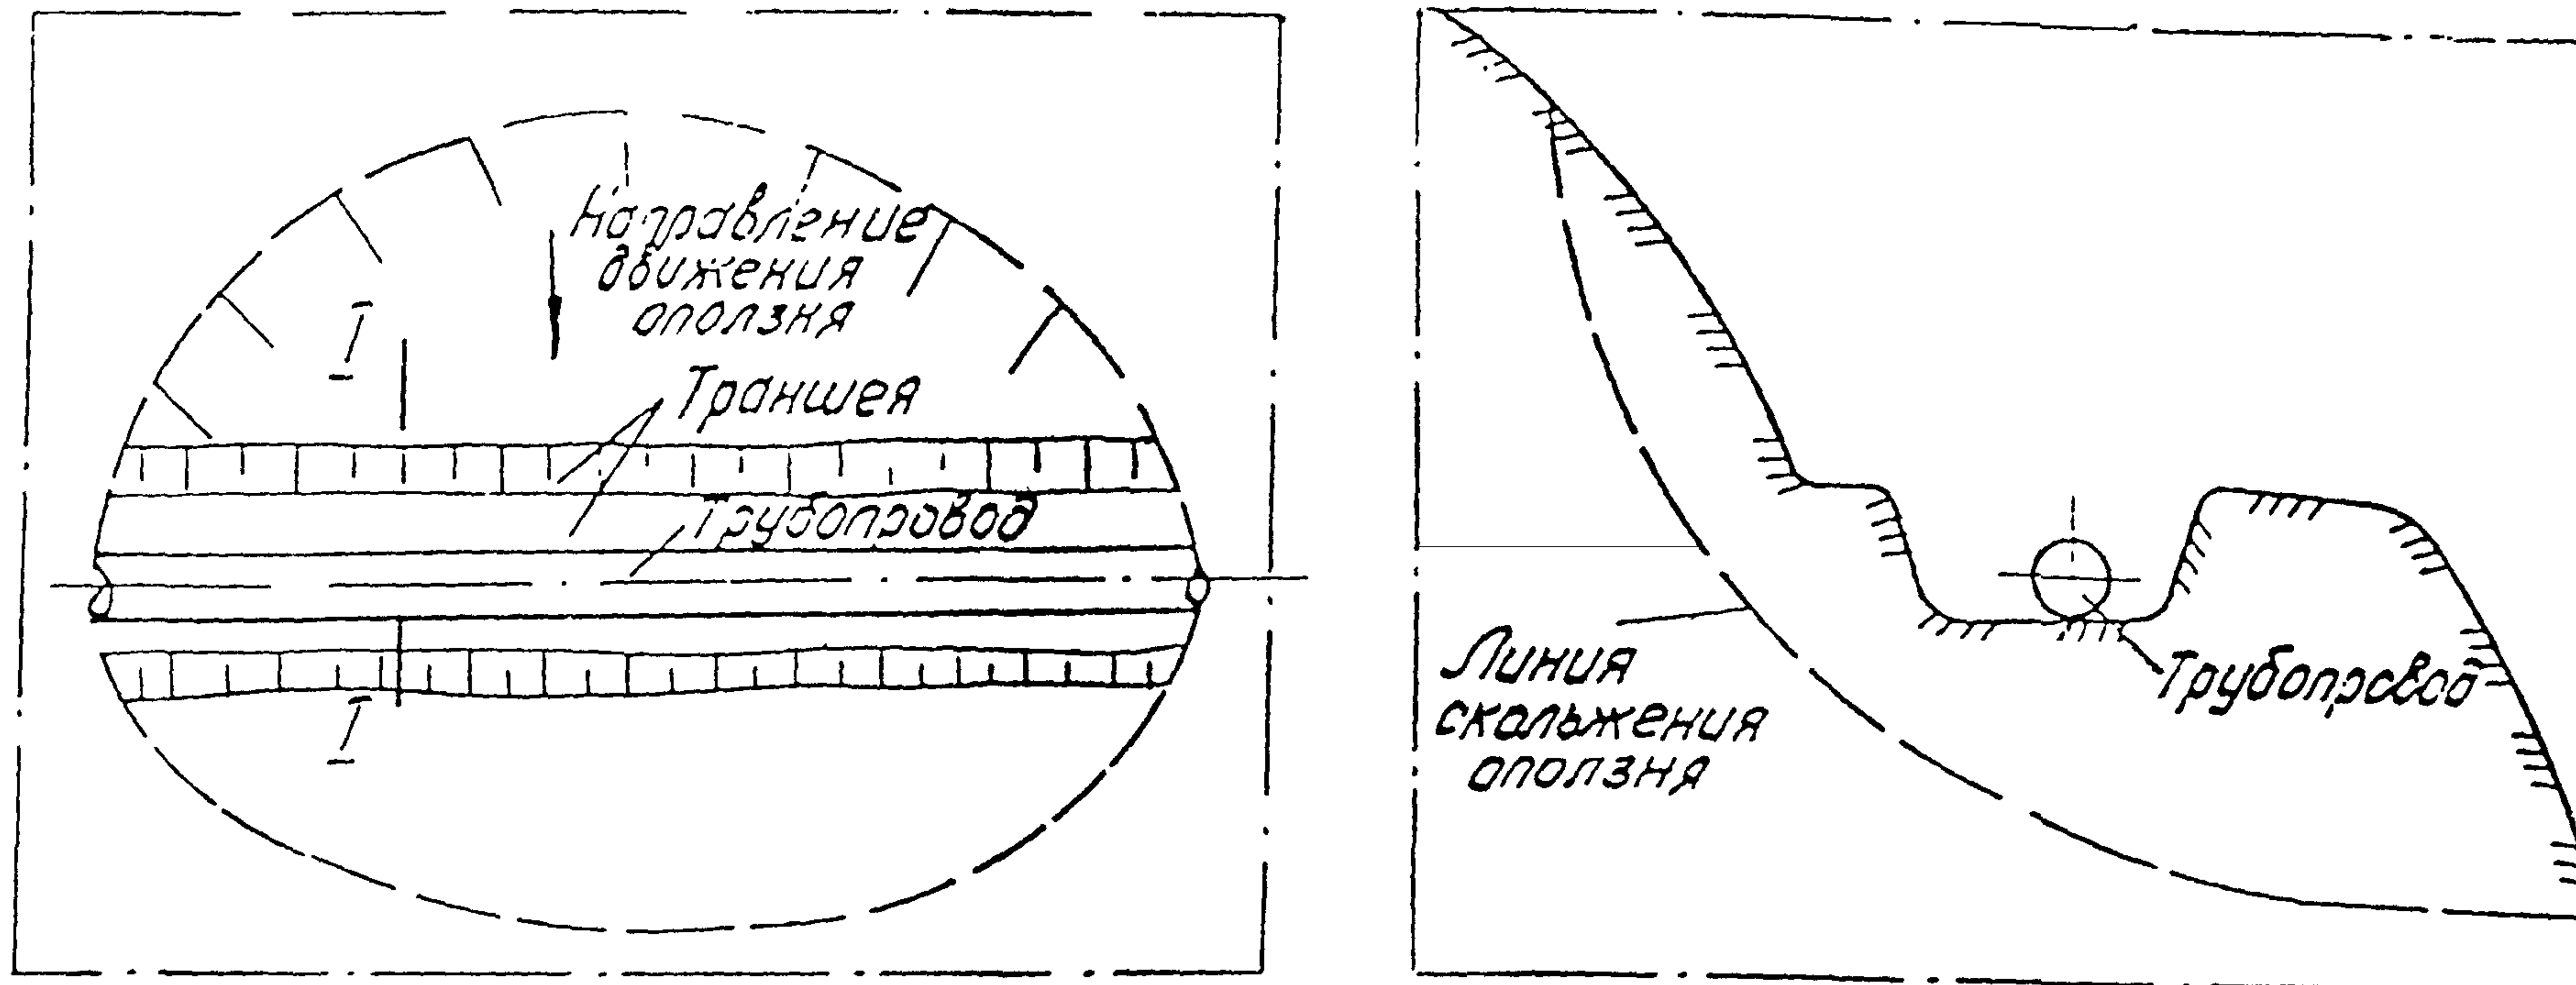 Направление
движения
оползня
I
Траншея
Трубопровод
I
Линия
скольжения
оползня
Трубопровод